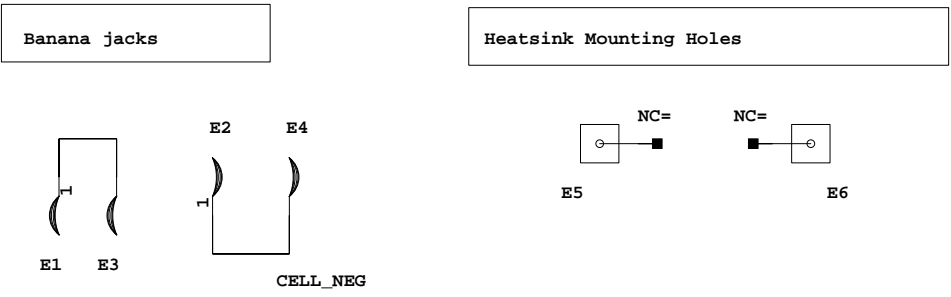 Banana jacks
Heatsink Mounting Holes
NC= NC=
E2 E4
1
1
E5 E6
E1 E3
CELL_NEG